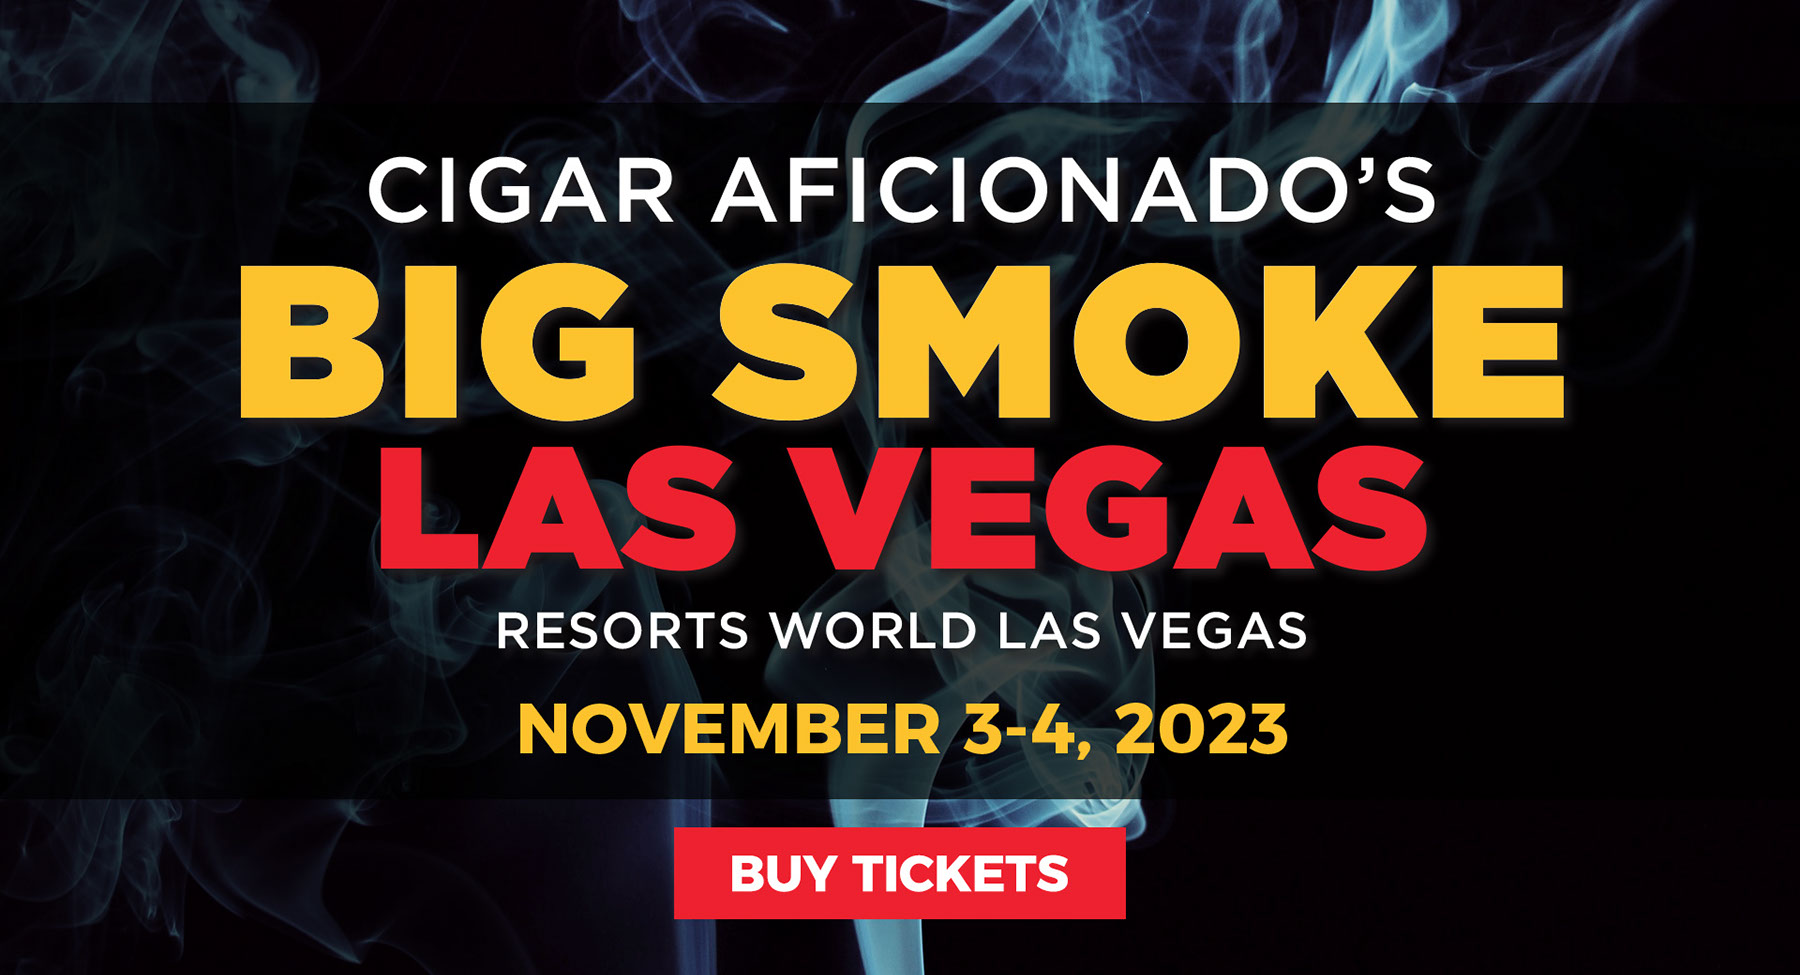 CIGAR AFICIONADO’S
BIG SMOKE
LAS VEGAS
RESORTS WORLD LAS VEGAS
NOVEMBER 3-4, 2023
BUY TICKETS